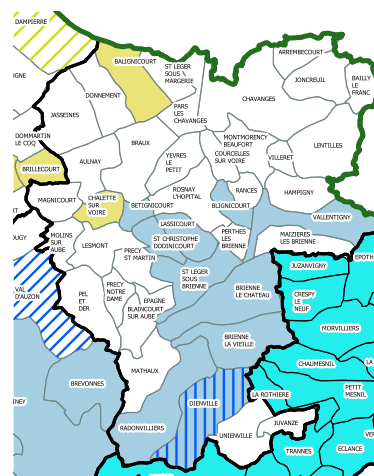 DAMPIERRE
BALIGNICOURT
ARREMBECOURT
ST LEGER
SOUS
MARGERIE
IGNE
JONCREUIL
BAILLY
LE
FRANC
DONNEMENT
CHAVANGES
PARS
LES
CHAVANGES
JASSEINES
DOMMARTIN
LE COQ
BRAUX
MONTMORENCY
BEAUFORT
LENTILLES
COURCELLES
SUR VOIRE
VILLERET
YEVRES
LE
PETIT
AULNAY
BRILLECOURT
ROSNAY
L'HOPITAL
RANCES
HAMPIGNY
MAGNICOURT
CHALETTE
SUR
VOIRE
BETIGNICOURT
BLIGNICOURT
VALLENTIGNY
LASSICOURT
PERTHES
LES
BRIENNE
MAIZIERES
LES BRIENNE
OUGY
MOLINS
SUR
AUBE
LESMONT
ST CHRISTOPHE
DODINICOURT
PRECY
ST MARTIN
EPOTH
JUZANVIGNY
ST LEGER
SOUS
BRIENNE
VAL
D'AUZON
PEL
ET
DER
PRECY
NOTRE
DAME
EPAGNE
BLAINCOURT
SUR AUBE
BRIENNE
LE CHATEAU
CRESPY
LE
NEUF
MORVILLIERS
BRIENNE
LA VIEILLE
CHAUMESNIL
LA
MATHAUX
BREVONNES
LA ROTHIERE
PETIT
MESNIL
INEY
DIENVILLE
RADONVILLIERS
JUVANZE
UNIENVILLE
TRANNES
ECLANCE
VER